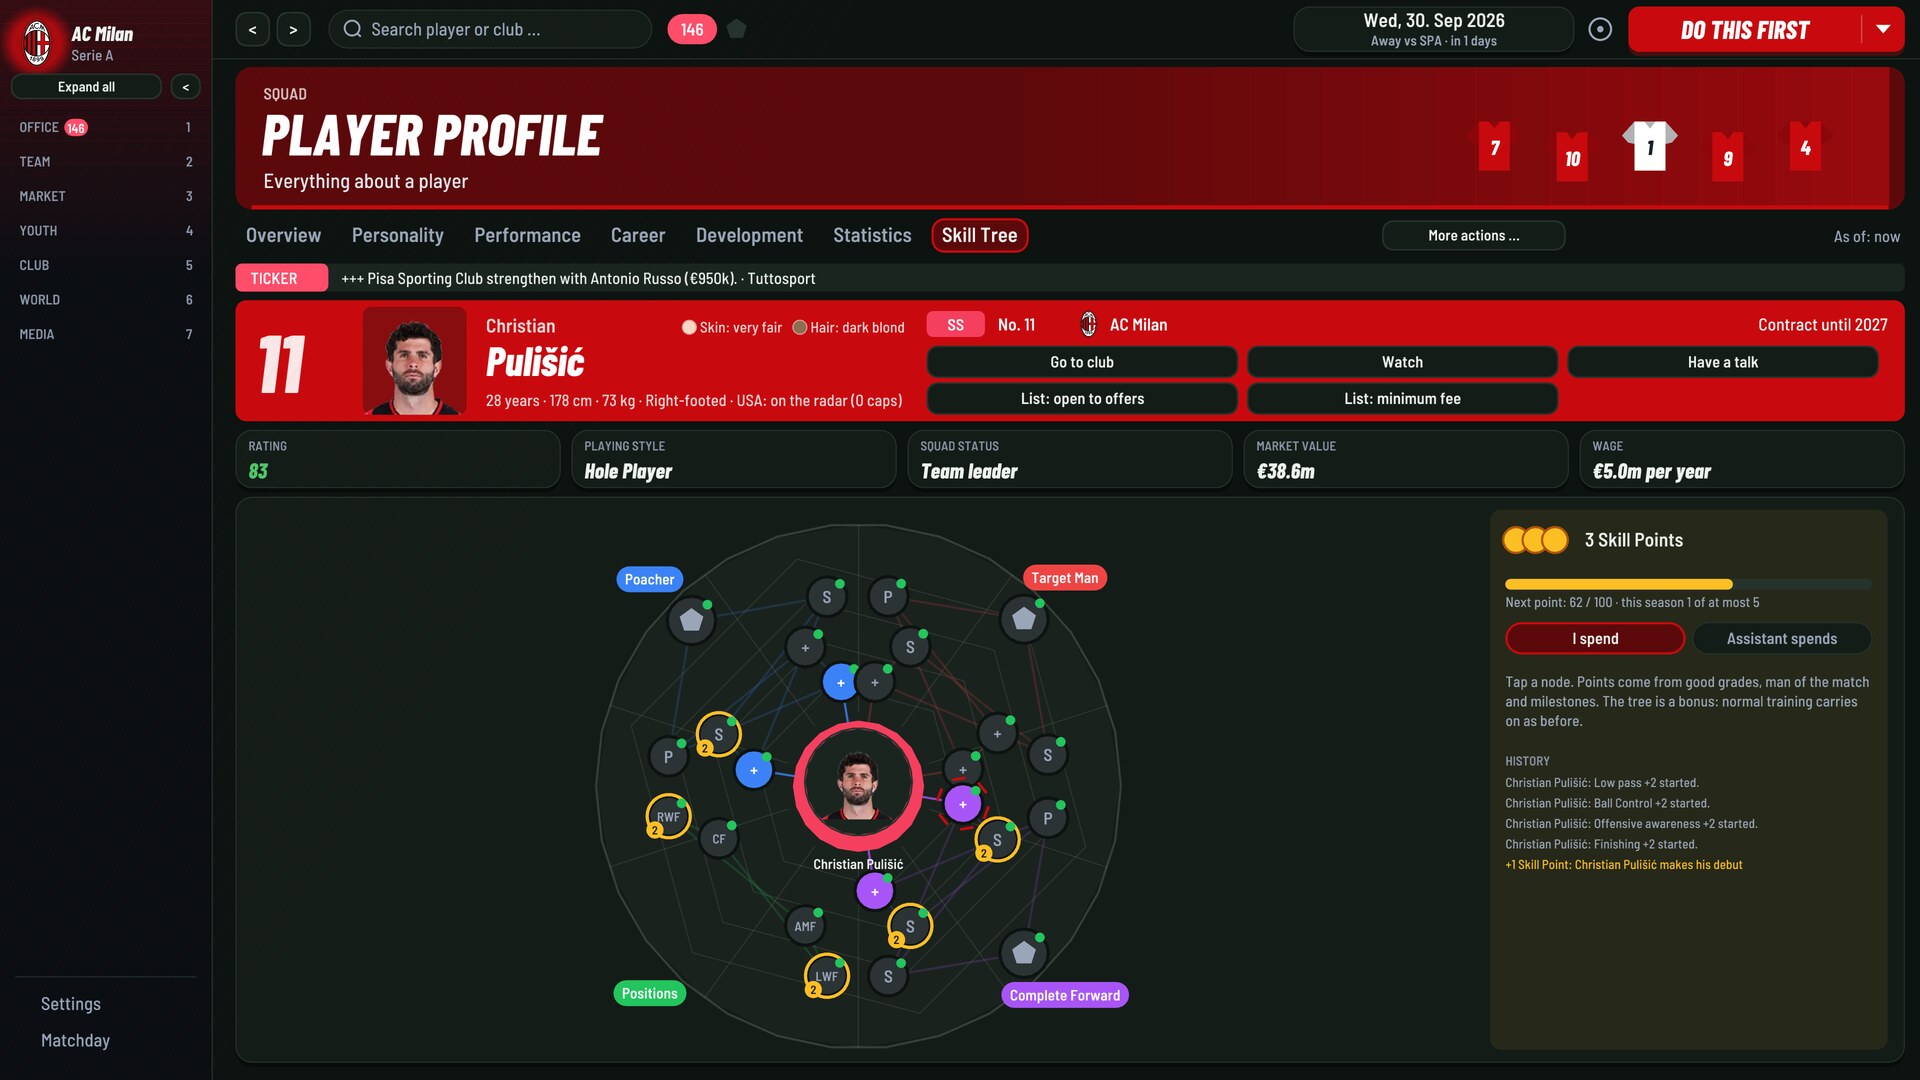 AC Milan
Serie A
Expand all
<
OFFICE 146 1
TEAM 2
MARKET 3
YOUTH 4
CLUB 5
WORLD 6
MEDIA 7
Settings
Matchday
< >
Search player or club ...
146
Wed, 30. Sep 2026
Away vs SPA · in 1 days
DO THIS FIRST
SQUAD
PLAYER PROFILE
Everything about a player
7 10 1 9 4
Overview Personality Performance Career Development Statistics Skill Tree
More actions ...
As of: now
TICKER
+++ Pisa Sporting Club strengthen with Antonio Russo (€950k). · Tuttosport
11
Christian
Pulišić
Skin: very fair Hair: dark blond
28 years · 178 cm · 73 kg · Right-footed · USA: on the radar (0 caps)
SS No. 11 AC Milan
Contract until 2027
Go to club Watch Have a talk
List: open to offers List: minimum fee
RATING
83
PLAYING STYLE
Hole Player
SQUAD STATUS
Team leader
MARKET VALUE
€38.6m
WAGE
€5.0m per year
Poacher
Target Man
S P
+ S
+ +
S 2 +
P + + S
RWF 2 + P
CF S 2
Christian Pulišić
+
AMF S 2
LWF 2 S
Positions
Complete Forward
3 Skill Points
Next point: 62 / 100 · this season 1 of at most 5
I spend Assistant spends
Tap a node. Points come from good grades, man of the match
and milestones. The tree is a bonus: normal training carries
on as before.
HISTORY
Christian Pulišić: Low pass +2 started.
Christian Pulišić: Ball Control +2 started.
Christian Pulišić: Offensive awareness +2 started.
Christian Pulišić: Finishing +2 started.
+1 Skill Point: Christian Pulišić makes his debut